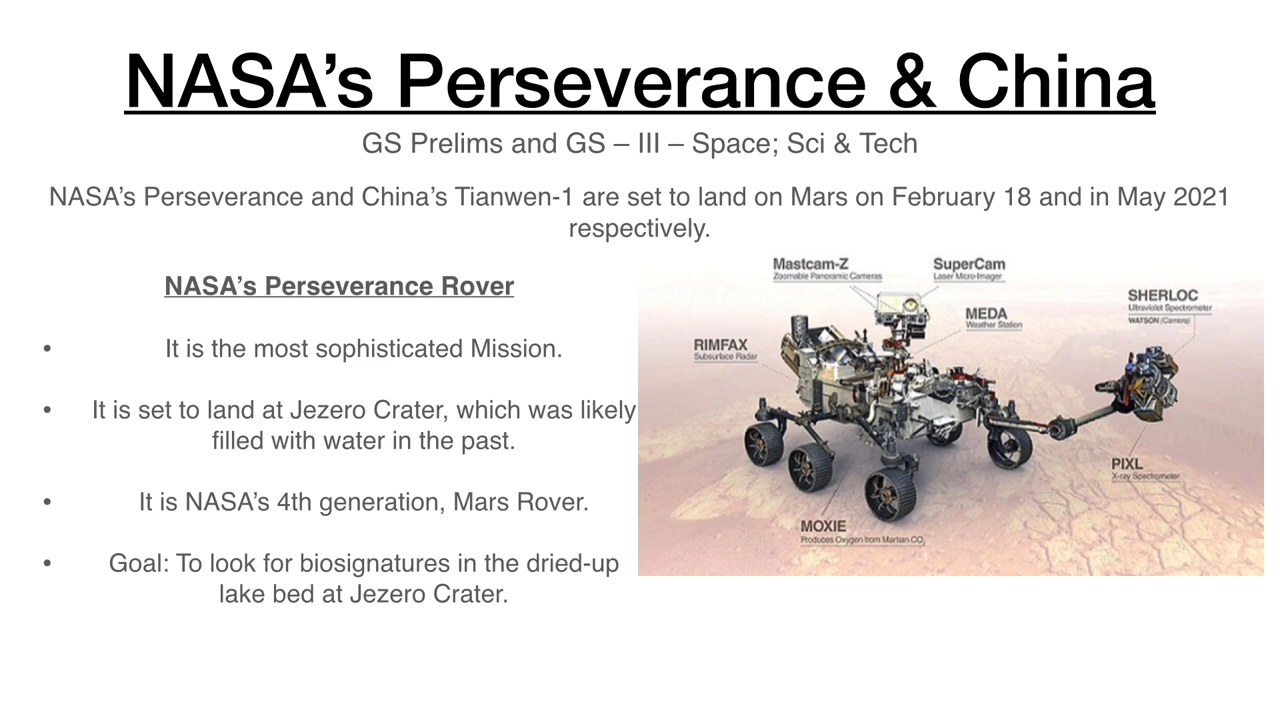 NASA’s Perseverance & China
GS Prelims and GS – III – Space; Sci & Tech
NASA’s Perseverance and China’s Tianwen-1 are set to land on Mars on February 18 and in May 2021
respectively.
NASA’s Perseverance Rover
• It is the most sophisticated Mission.
• It is set to land at Jezero Crater, which was likely
filled with water in the past.
• It is NASA’s 4th generation, Mars Rover.
• Goal: To look for biosignatures in the dried-up
lake bed at Jezero Crater.
Mastcam-Z
Zoomable Panoramic Cameras
SuperCam
Laser Micro-Imager
MEDA
Weather Station
SHERLOC
Ultraviolet Spectrometer
WATSON (Camera)
RIMFAX
Subsurface Radar
PIXL
X-ray Spectrometer
MOXIE
Produces Oxygen from Martian CO₂